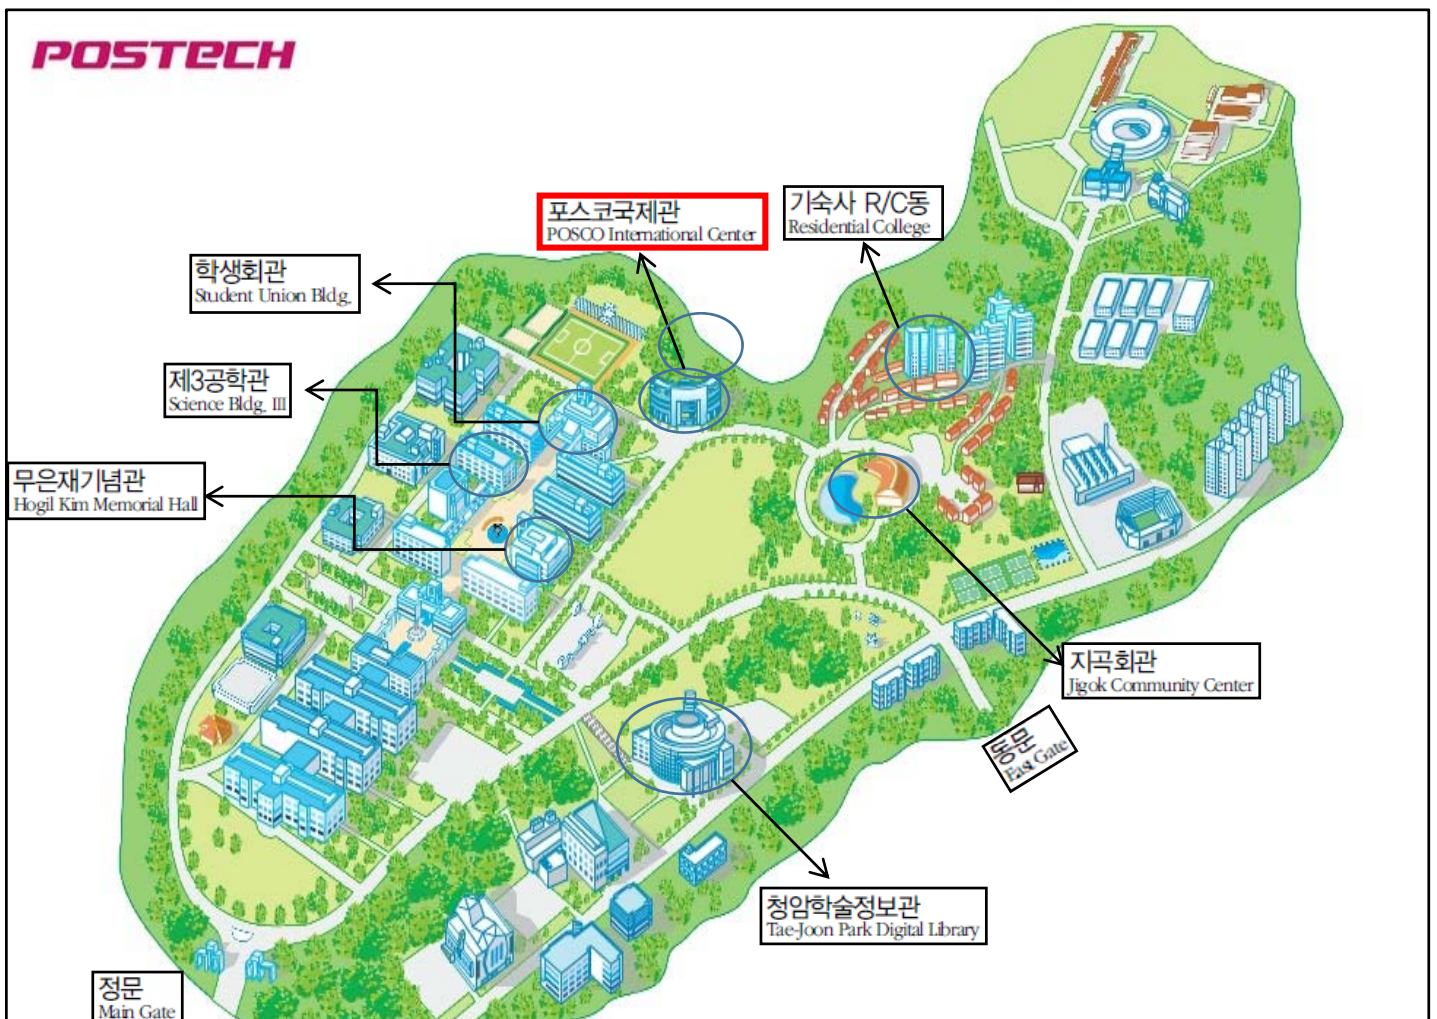 POSTECH
포스코국제관
POSCO International Center
기숙사 R/C동
Residential College
학생회관
Student Union Bldg.
제3공학관
Science Bldg. III
무은재기념관
Hogil Kim Memorial Hall
지곡회관
Jigok Community Center
동문
East Gate
청암학술정보관
Tae-Joon Park Digital Library
정문
Main Gate